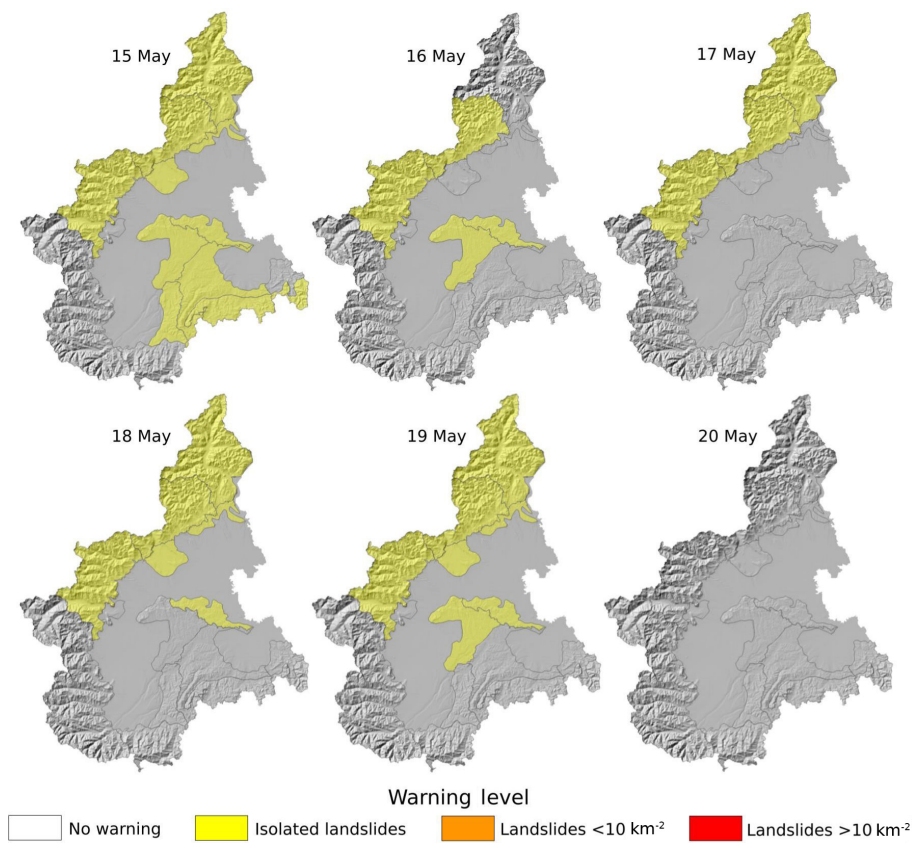 15 May
16 May
17 May
18 May
19 May
20 May
Warning level
No warning
Isolated landslides
Landslides <10 km⁻²
Landslides >10 km⁻²